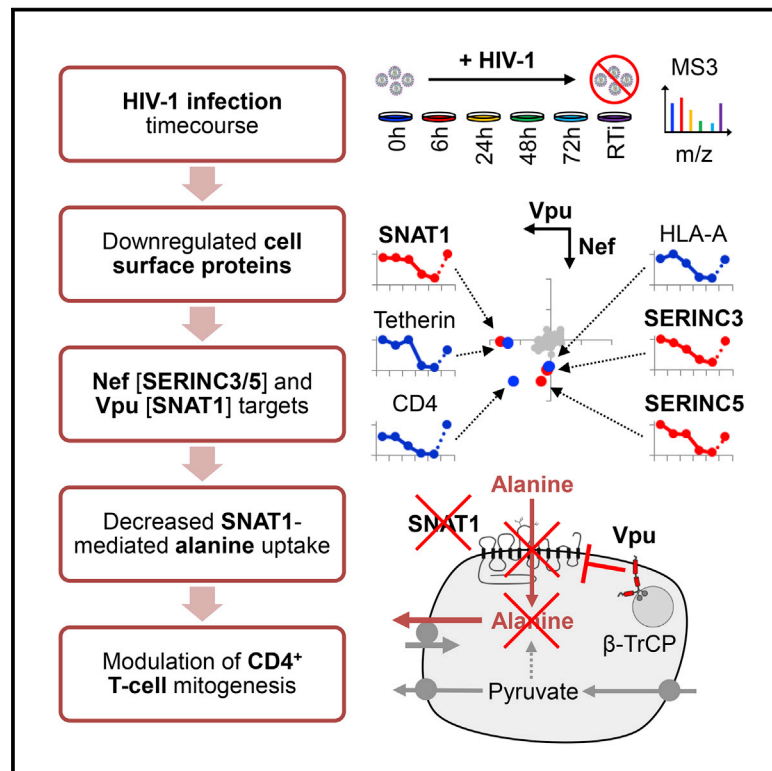 HIV-1 infection
timecourse
Downregulated cell
surface proteins
Nef [SERINC3/5] and
Vpu [SNAT1] targets
Decreased SNAT1-
mediated alanine uptake
Modulation of CD4+
T-cell mitogenesis
+ HIV-1
MS3
0h
6h
24h
48h
72h
RTi
m/z
Vpu
Nef
SNAT1
HLA-A
Tetherin
SERINC3
CD4
SERINC5
Alanine
SNAT1
Vpu
Alanine
β-TrCP
Pyruvate